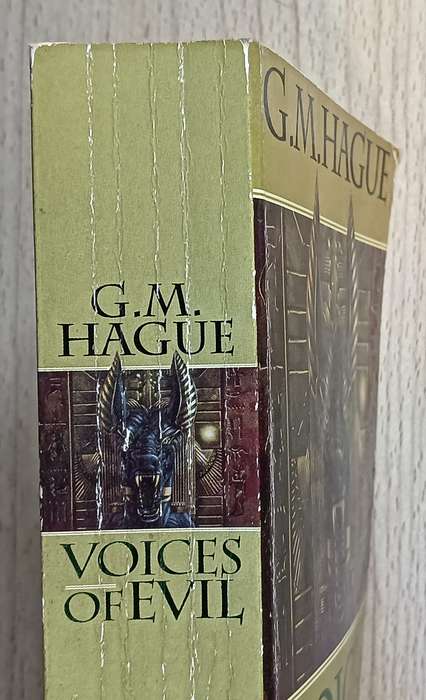 G.M.
HAGUE
VOICES
OF EVIL
G.M.HAGUE